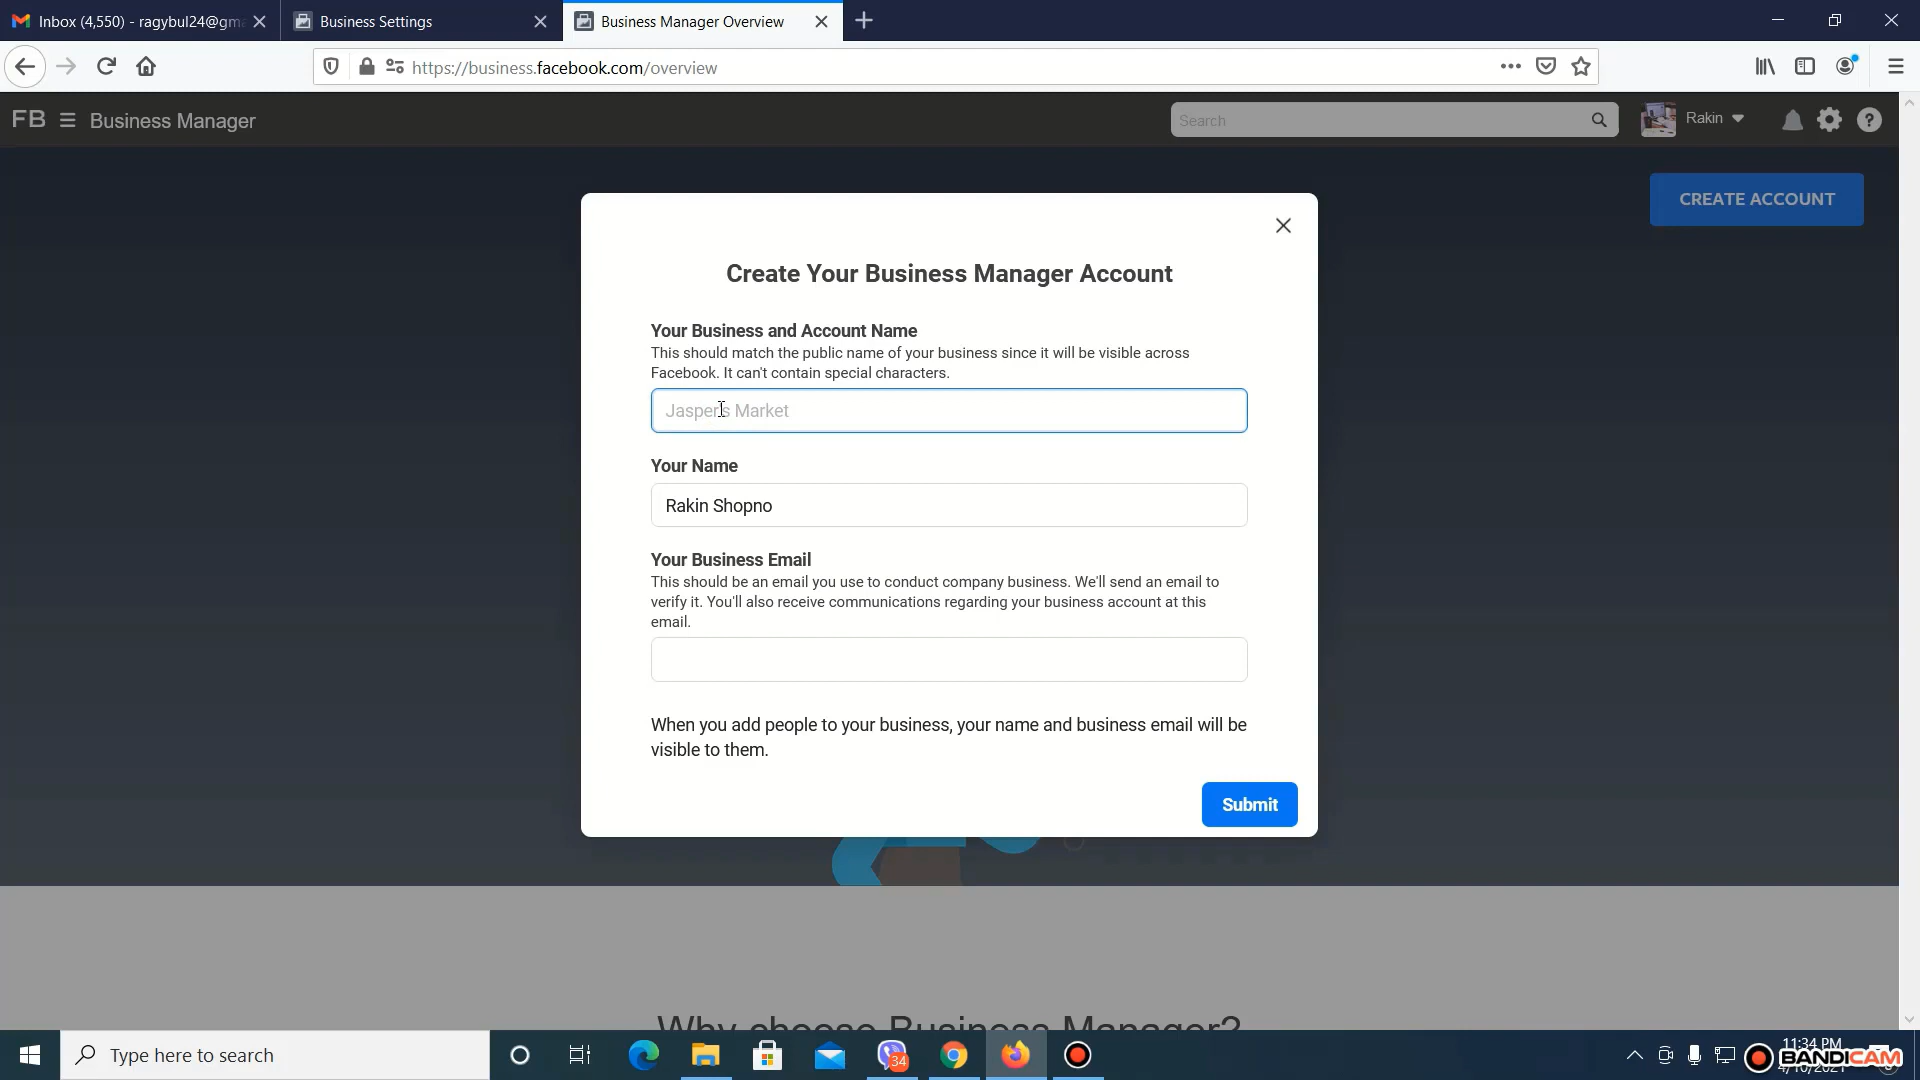 Inbox (4,550) - ragybul24@gm
Business Settings
Business Manager Overview
https://business.facebook.com/overview
FB
Business Manager
Search
Rakin
CREATE ACCOUNT
Create Your Business Manager Account
Your Business and Account Name
This should match the public name of your business since it will be visible across
Facebook. It can't contain special characters.
Jasper's Market
Your Name
Rakin Shopno
Your Business Email
This should be an email you use to conduct company business. We'll send an email to
verify it. You'll also receive communications regarding your business account at this
email.
When you add people to your business, your name and business email will be
visible to them.
Submit
Why choose Business Manager?
Type here to search
34
11:34 PM
BANDICAM